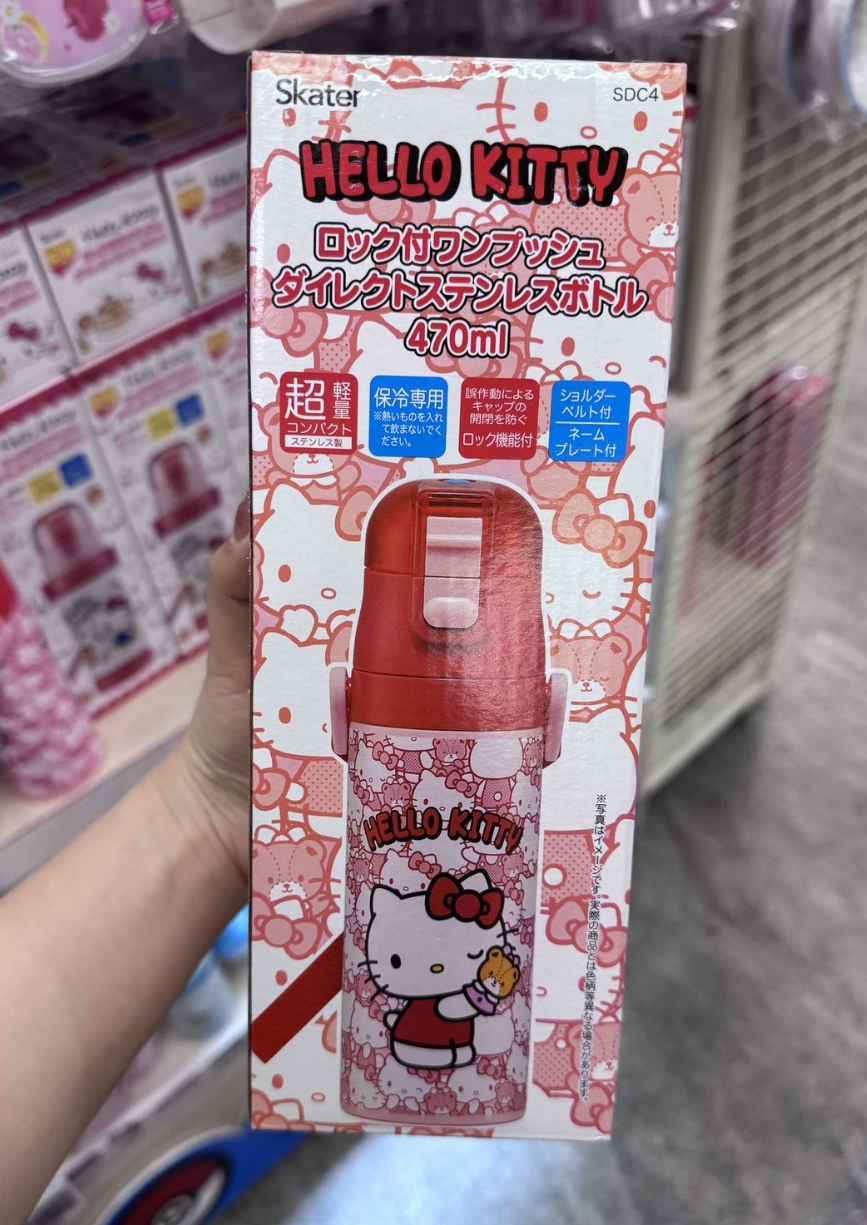 Skater
SDC4
HELLO KITTY
ロック付ワンプッシュ
ダイレクトステンレスボトル
470ml
超軽量
コンパクト
ステンレス製
保冷専用
※熱いものを入れ
て飲まないでく
ださい。
誤作動による
キャップの
開閉を防ぐ
ロック機能付
ショルダー
ベルト付
ネーム
プレート付
HELLO KITTY
※写真はイメージです。実際の商品とは色柄等異なる場合があります。